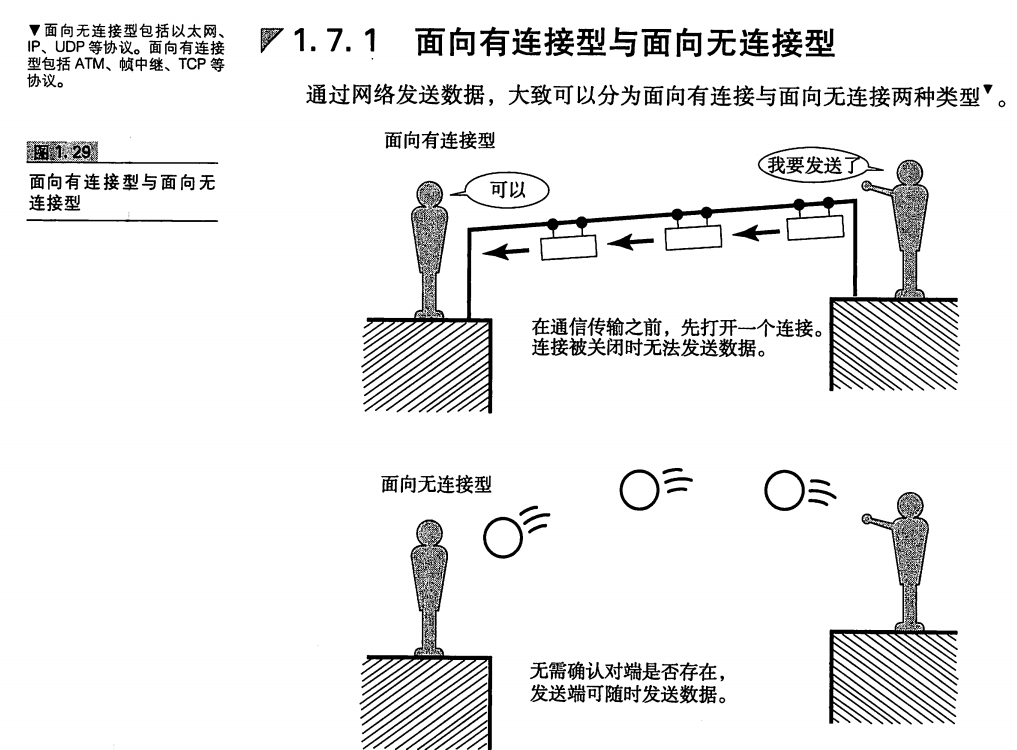 ▼面向无连接型包括以太网、
IP、UDP等协议。面向有连接
型包括ATM、帧中继、TCP等
协议。
1.7.1 面向有连接型与面向无连接型
通过网络发送数据，大致可以分为面向有连接与面向无连接两种类型▼。
图1.29
面向有连接型与面向无
连接型
面向有连接型
可以
我要发送了
在通信传输之前，先打开一个连接。
连接被关闭时无法发送数据。
面向无连接型
无需确认对端是否存在，
发送端可随时发送数据。